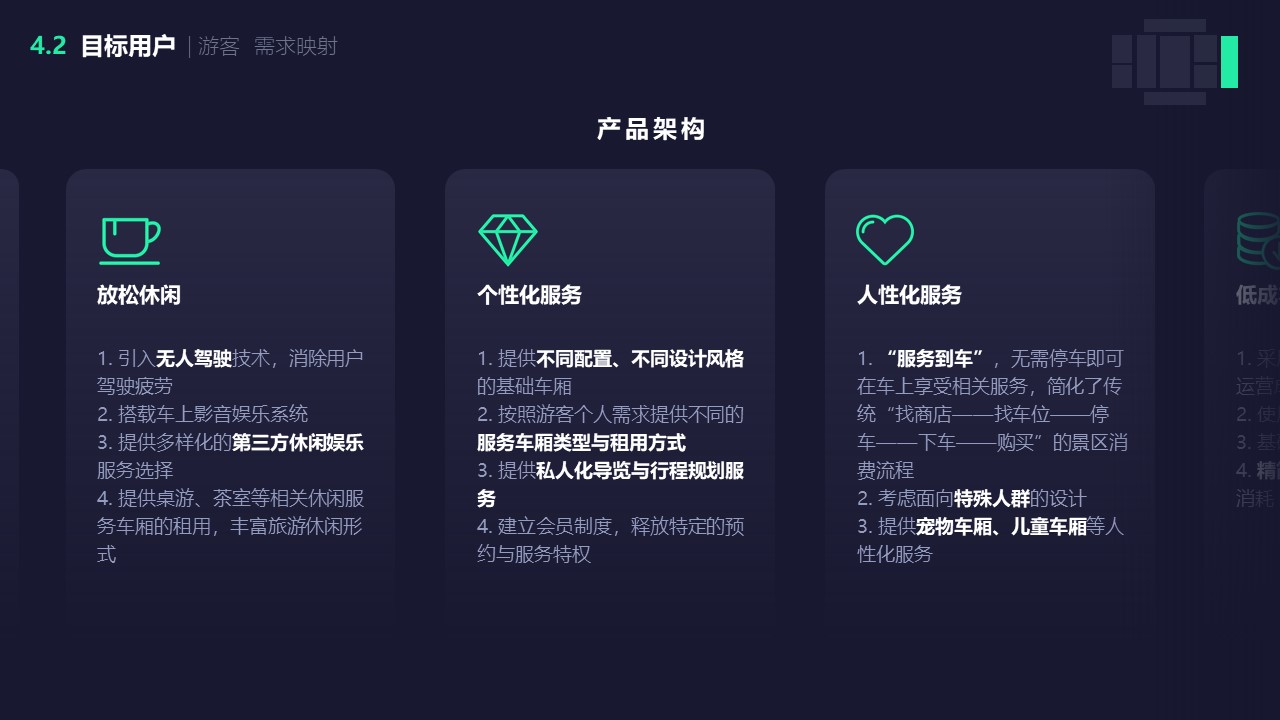 4.2 目标用户 | 游客 需求映射
产品架构
放松休闲
1. 引入无人驾驶技术，消除用户
驾驶疲劳
2. 搭载车上影音娱乐系统
3. 提供多样化的第三方休闲娱乐
服务选择
4. 提供桌游、茶室等相关休闲服
务车厢的租用，丰富旅游休闲形
式
个性化服务
1. 提供不同配置、不同设计风格
的基础车厢
2. 按照游客个人需求提供不同的
服务车厢类型与租用方式
3. 提供私人化导览与行程规划服
务
4. 建立会员制度，释放特定的预
约与服务特权
人性化服务
1. “服务到车”，无需停车即可
在车上享受相关服务，简化了传
统“找商店——找车位——停
车——下车——购买”的景区消
费流程
2. 考虑面向特殊人群的设计
3. 提供宠物车厢、儿童车厢等人
性化服务
低成
1. 采
运营
2. 使
3. 基
4. 精
消耗